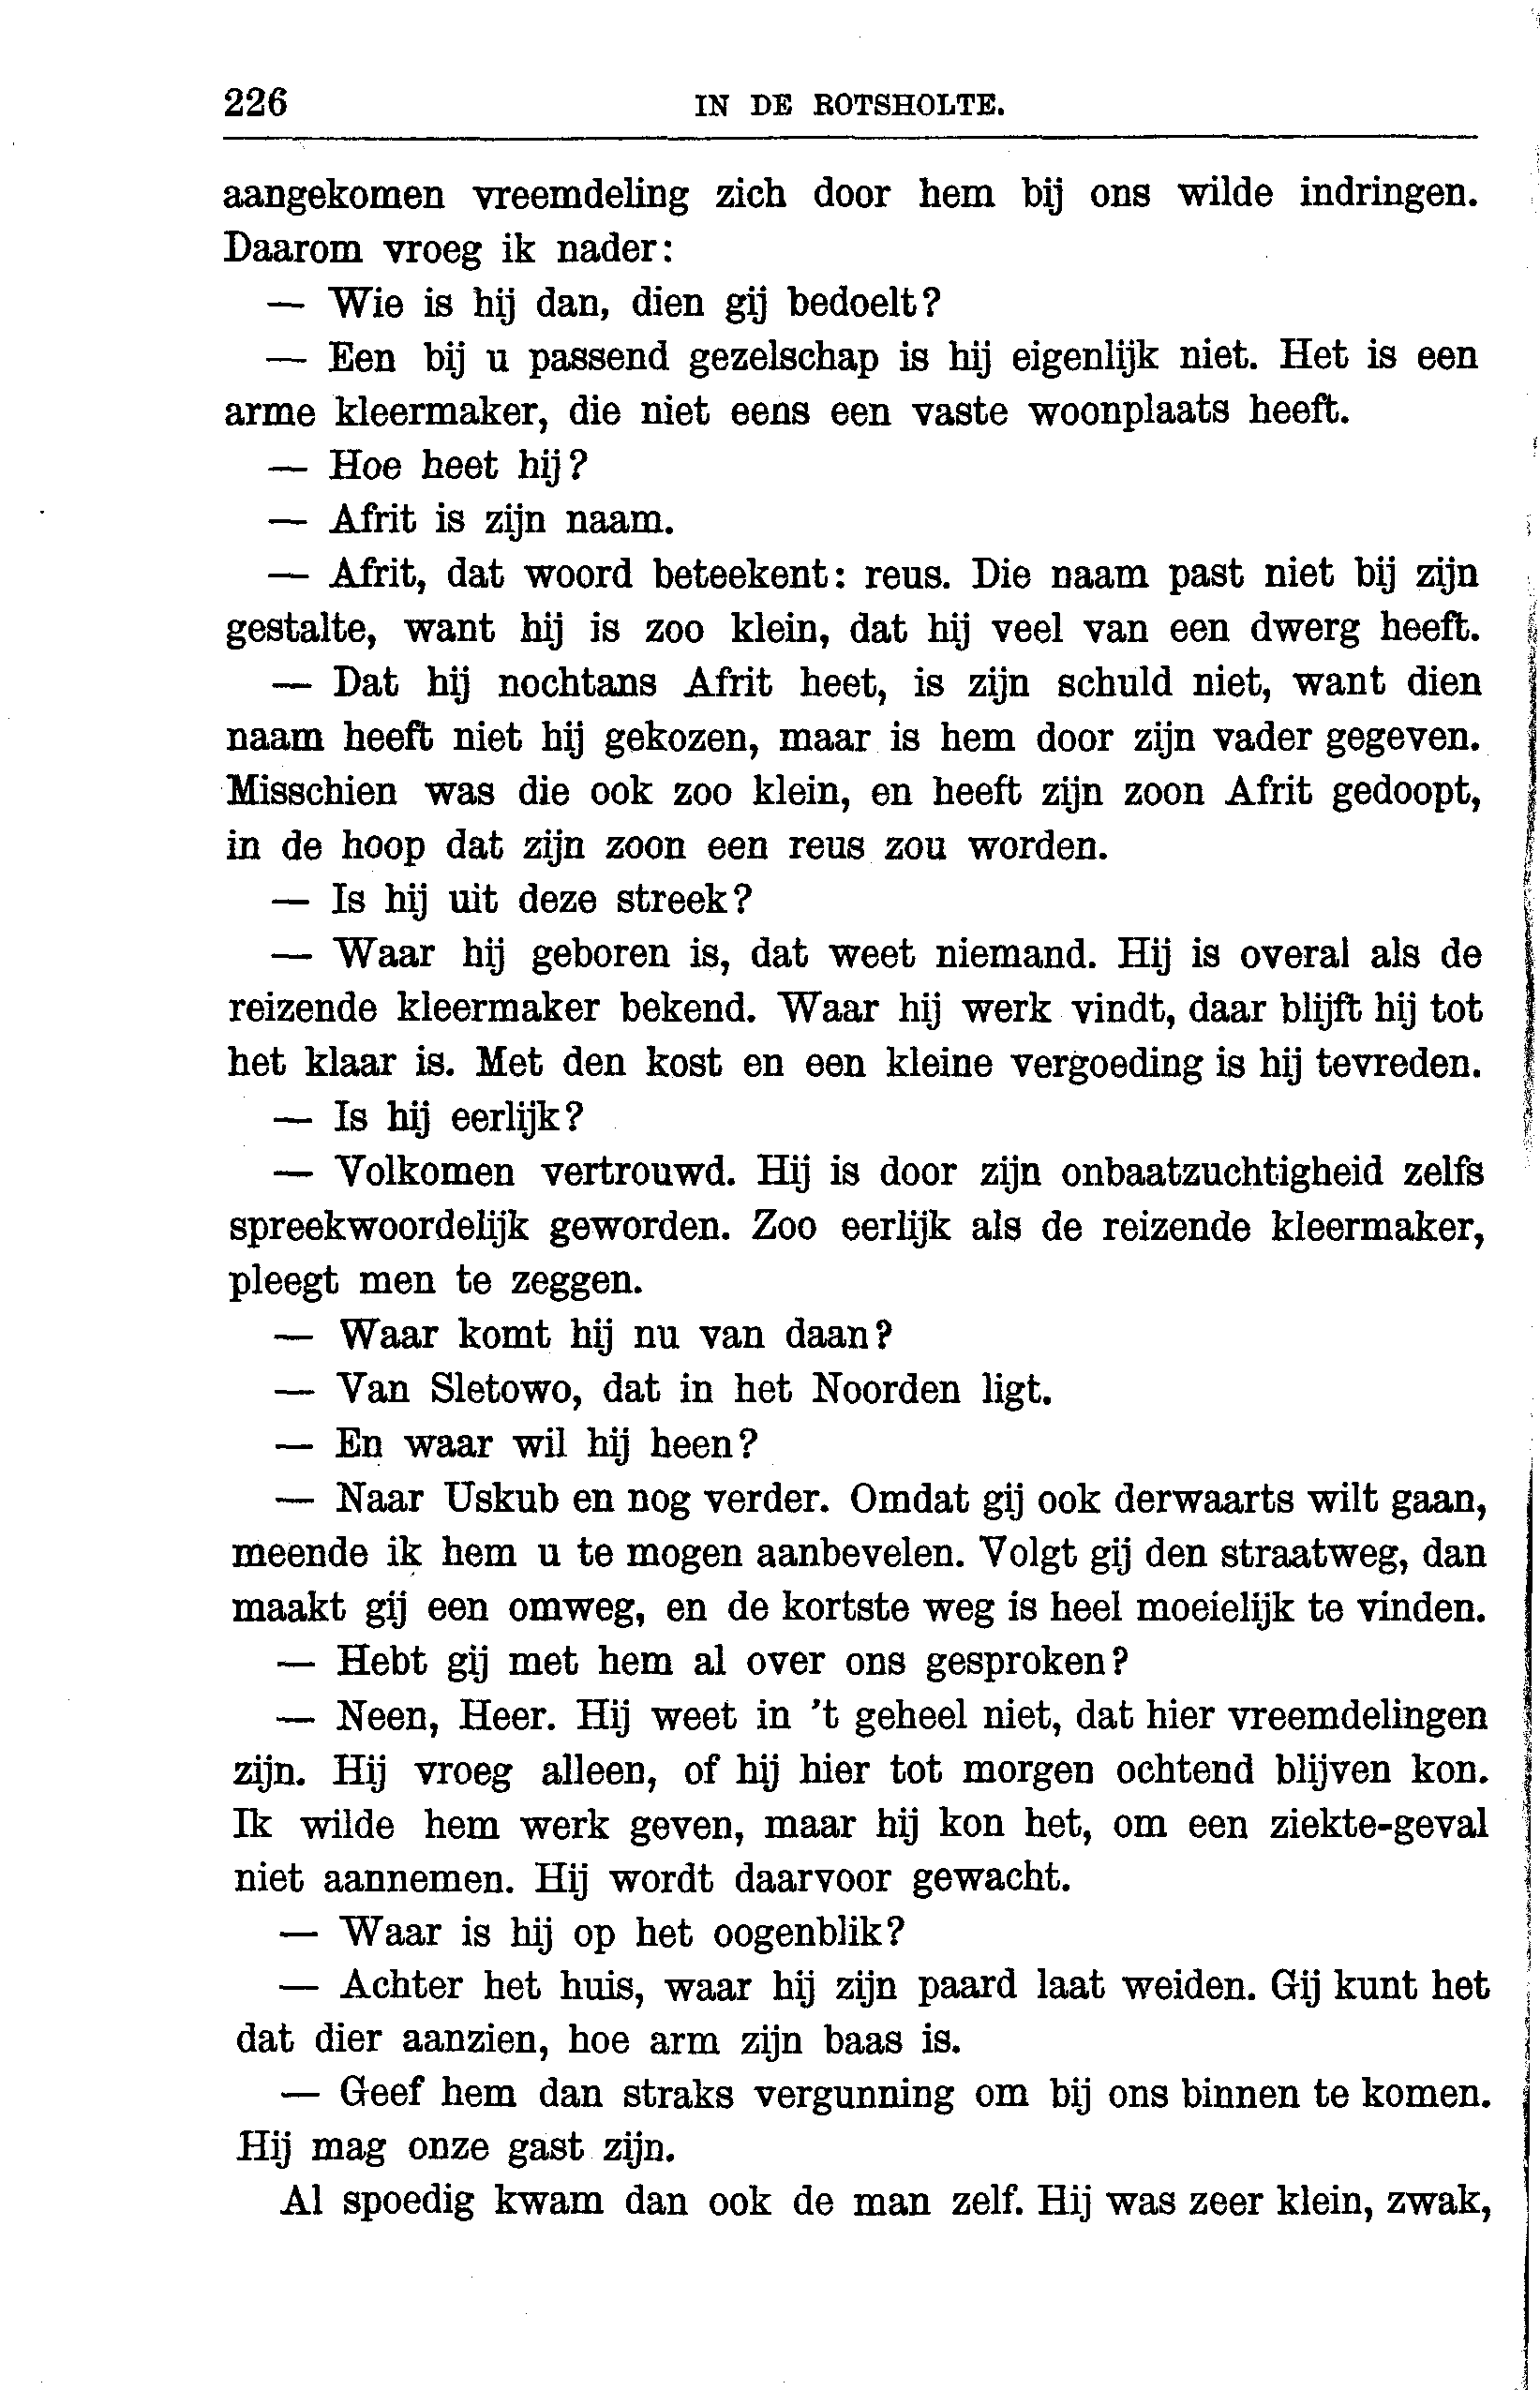 226
IN DE ROTSHOLTE.
aangekomen vreemdeling zich door hem bij ons wilde indringen.
Daarom vroeg ik nader:
— Wie is hij dan, dien gij bedoelt?
— Een bij u passend gezelschap is hij eigenlijk niet. Het is een
arme kleermaker, die niet eens een vaste woonplaats heeft.
— Hoe heet hij?
— Afrit is zijn naam.
— Afrit, dat woord beteekent: reus. Die naam past niet bij zijn
gestalte, want hij is zoo klein, dat hij veel van een dwerg heeft.
— Dat hij nochtans Afrit heet, is zijn schuld niet, want dien
naam heeft niet hij gekozen, maar is hem door zijn vader gegeven.
Misschien was die ook zoo klein, en heeft zijn zoon Afrit gedoopt,
in de hoop dat zijn zoon een reus zou worden.
— Is hij uit deze streek?
— Waar hij geboren is, dat weet niemand. Hij is overal als de
reizende kleermaker bekend. Waar hij werk vindt, daar blijft hij tot
het klaar is. Met den kost en een kleine vergoeding is hij tevreden.
— Is hij eerlijk?
— Volkomen vertrouwd. Hij is door zijn onbaatzuchtigheid zelfs
spreekwoordelijk geworden. Zoo eerlijk als de reizende kleermaker,
pleegt men te zeggen.
— Waar komt hij nu van daan?
— Van Sletowo, dat in het Noorden ligt.
— En waar wil hij heen?
— Naar Uskub en nog verder. Omdat gij ook derwaarts wilt gaan,
meende ik hem u te mogen aanbevelen. Volgt gij den straatweg, dan
maakt gij een omweg, en de kortste weg is heel moeielijk te vinden.
— Hebt gij met hem al over ons gesproken?
— Neen, Heer. Hij weet in 't geheel niet, dat hier vreemdelingen
zijn. Hij vroeg alleen, of hij hier tot morgen ochtend blijven kon.
Ik wilde hem werk geven, maar hij kon het, om een ziekte-geval
niet aannemen. Hij wordt daarvoor gewacht.
— Waar is hij op het oogenblik?
— Achter het huis, waar hij zijn paard laat weiden. Gij kunt het
dat dier aanzien, hoe arm zijn baas is.
— Geef hem dan straks vergunning om bij ons binnen te komen.
Hij mag onze gast zijn.
Al spoedig kwam dan ook de man zelf. Hij was zeer klein, zwak,